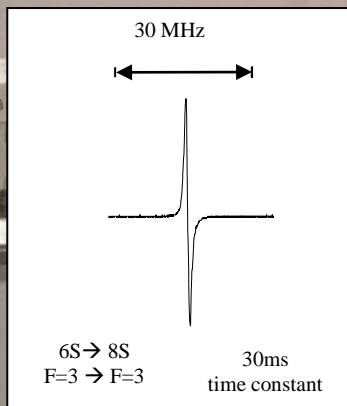 30 MHz
6S→ 8S
F=3 → F=3
30ms
time constant